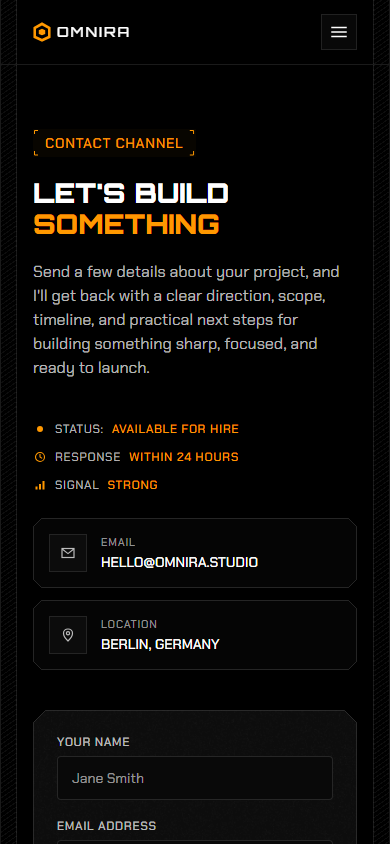 OMNIRA
CONTACT CHANNEL
LET'S BUILD
SOMETHING
Send a few details about your project, and
I'll get back with a clear direction, scope,
timeline, and practical next steps for
building something sharp, focused, and
ready to launch.
STATUS: AVAILABLE FOR HIRE
RESPONSE WITHIN 24 HOURS
SIGNAL STRONG
EMAIL
HELLO@OMNIRA.STUDIO
LOCATION
BERLIN, GERMANY
YOUR NAME
Jane Smith
EMAIL ADDRESS